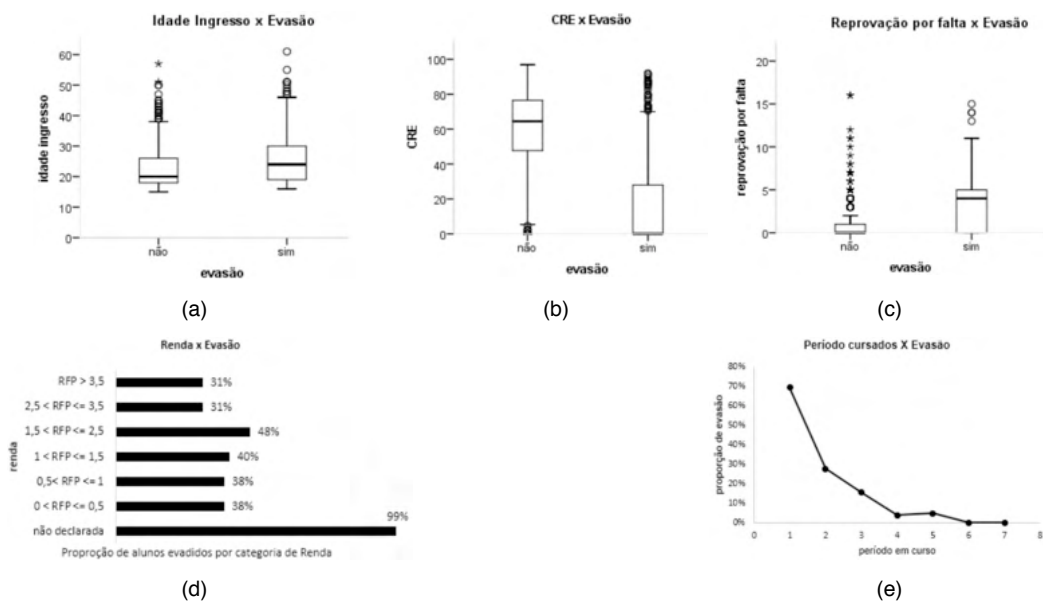 Idade Ingresso x Evasão
idade ingresso
60
50
40
30
20
10
0
não
sim
evasão
(a)
CRE x Evasão
CRE
100
80
60
40
20
0
não
sim
evasão
(b)
Reprovação por falta x Evasão
reprovação por falta
20
15
10
5
0
não
sim
evasão
(c)
Renda x Evasão
renda
RFP > 3,5 31%
2,5 < RFP <= 3,5 31%
1,5 < RFP <= 2,5 48%
1 < RFP <= 1,5 40%
0,5< RFP <= 1 38%
0 < RFP <= 0,5 38%
não declarada 99%
Proproção de alunos evadidos por categoria de Renda
(d)
Período cursados X Evasão
proporção de evasão
80%
70%
60%
50%
40%
30%
20%
10%
0%
0 1 2 3 4 5 6 7 8
período em curso
(e)